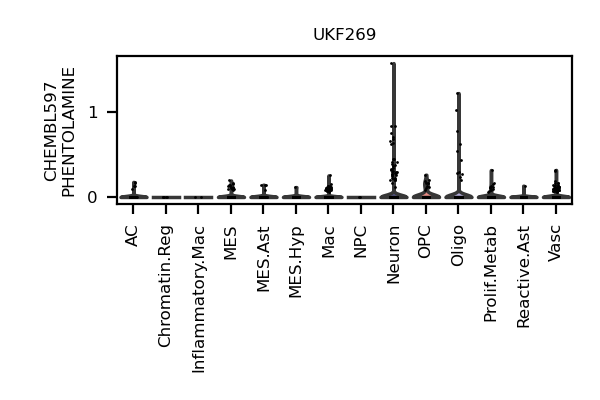 UKF269
CHEMBL597
PHENTOLAMINE
1
0
AC
Chromatin.Reg
Inflammatory.Mac
MES
MES.Ast
MES.Hyp
Mac
NPC
Neuron
OPC
Oligo
Prolif.Metab
Reactive.Ast
Vasc